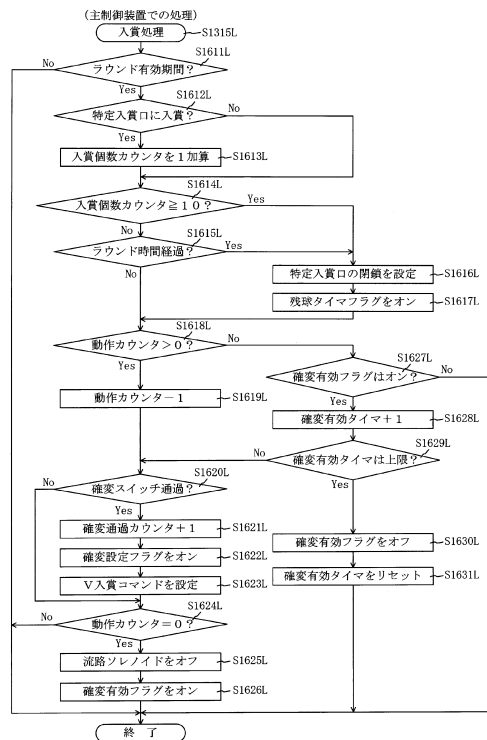 (主制御装置での処理)
入賞処理
S1315L
ラウンド有効期間?
S1611L
No
Yes
特定入賞口に入賞?
S1612L
No
Yes
入賞個数カウンタを1加算
S1613L
入賞個数カウンタ≧10?
S1614L
Yes
No
ラウンド時間経過?
S1615L
Yes
No
特定入賞口の閉鎖を設定
S1616L
残球タイマフラグをオン
S1617L
動作カウンタ>0?
S1618L
No
Yes
動作カウンター1
S1619L
確変有効フラグはオン?
S1627L
No
Yes
確変有効タイマ+1
S1628L
確変有効タイマは上限?
S1629L
No
Yes
確変スイッチ通過?
S1620L
No
Yes
確変通過カウンタ+1
S1621L
確変設定フラグをオン
S1622L
V入賞コマンドを設定
S1623L
確変有効フラグをオフ
S1630L
確変有効タイマをリセット
S1631L
動作カウンタ=0?
S1624L
No
Yes
流路ソレノイドをオフ
S1625L
確変有効フラグをオン
S1626L
終了